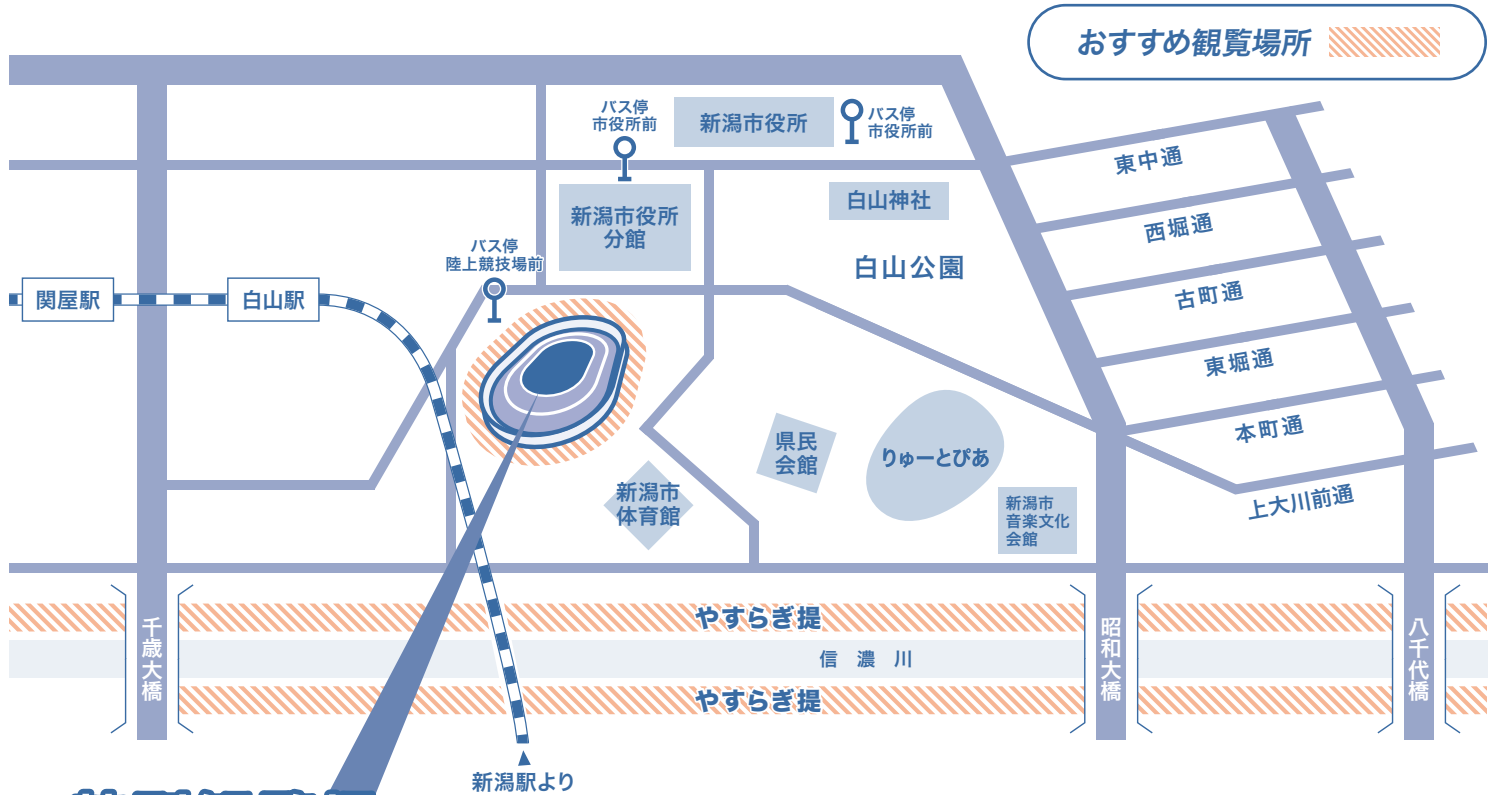 おすすめ観覧場所
バス停
市役所前
新潟市役所
バス停
市役所前
東中通
新潟市役所
分館
白山神社
西堀通
バス停
陸上競技場前
白山公園
関屋駅
白山駅
古町通
東堀通
本町通
県民
会館
りゅーとぴあ
新潟市
体育館
新潟市
音楽文化
会館
上大川前通
千歳大橋
やすらぎ提
昭和大橋
八千代橋
信濃川
やすらぎ提
新潟駅より